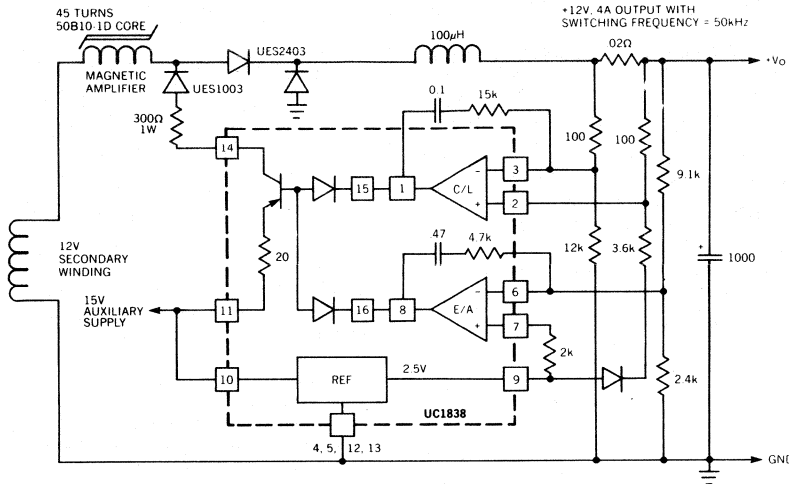 45 TURNS
50B10-1D CORE
+12V, 4A OUTPUT WITH
SWITCHING FREQUENCY = 50kHz
UES2403
100μH
02Ω
+Vo
MAGNETIC
AMPLIFIER
UES1003
0.1
15k
300Ω
1W
100
100
14
3
9.1k
15
1
C/L
-
+
2
12V
SECONDARY
WINDING
20
.47
4.7k
12k
3.6k
+
1000
15V
AUXILIARY
SUPPLY
11
16
8
E/A
-
+
6
7
2k
10
REF
2.5V
9
2.4k
UC1838
4, 5, 12, 13
GND